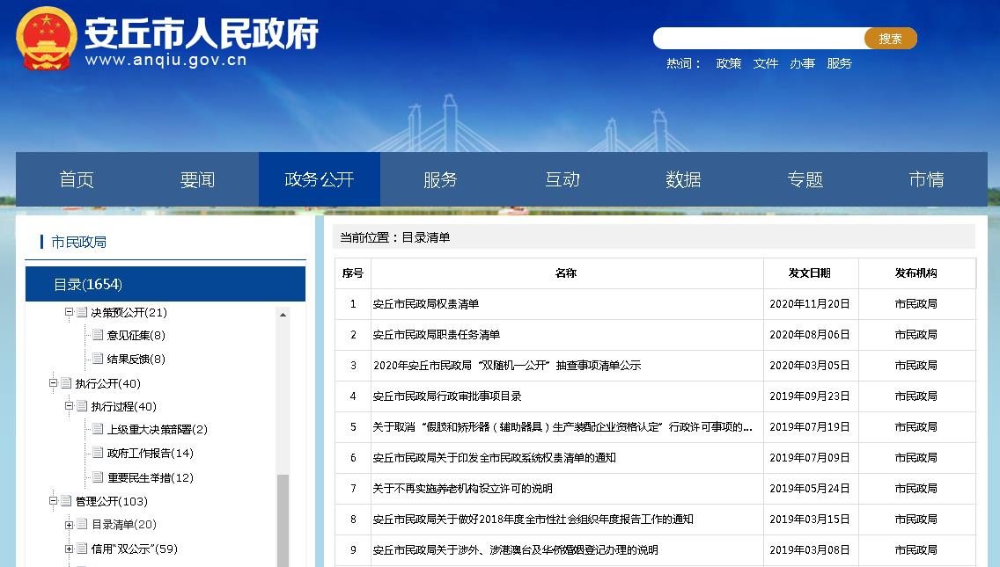 安丘市人民政府
www.anqiu.gov.cn
搜索
热词： 政策 文件 办事 服务
首页 要闻 政务公开 服务 互动 数据 专题 市情
市民政局
目录(1654)
决策预公开(21)
意见征集(8)
结果反馈(8)
执行公开(40)
执行过程(40)
上级重大决策部署(2)
政府工作报告(14)
重要民生举措(12)
管理公开(103)
目录清单(20)
信用“双公示”(59)
当前位置：目录清单
序号 名称 发文日期 发布机构
1 安丘市民政局权责清单 2020年11月20日 市民政局
2 安丘市民政局职责任务清单 2020年08月06日 市民政局
3 2020年安丘市民政局“双随机一公开”抽查事项清单公示 2020年03月05日 市民政局
4 安丘市民政局行政审批事项目录 2019年09月23日 市民政局
5 关于取消“假肢和矫形器（辅助器具）生产装配企业资格认定”行政许可事项的... 2019年07月19日 市民政局
6 安丘市民政局关于印发全市民政系统权责清单的通知 2019年07月09日 市民政局
7 关于不再实施养老机构设立许可的说明 2019年05月24日 市民政局
8 安丘市民政局关于做好2018年度全市性社会组织年度报告工作的通知 2019年03月15日 市民政局
9 安丘市民政局关于涉外、涉港澳台及华侨婚姻登记办理的说明 2019年03月08日 市民政局